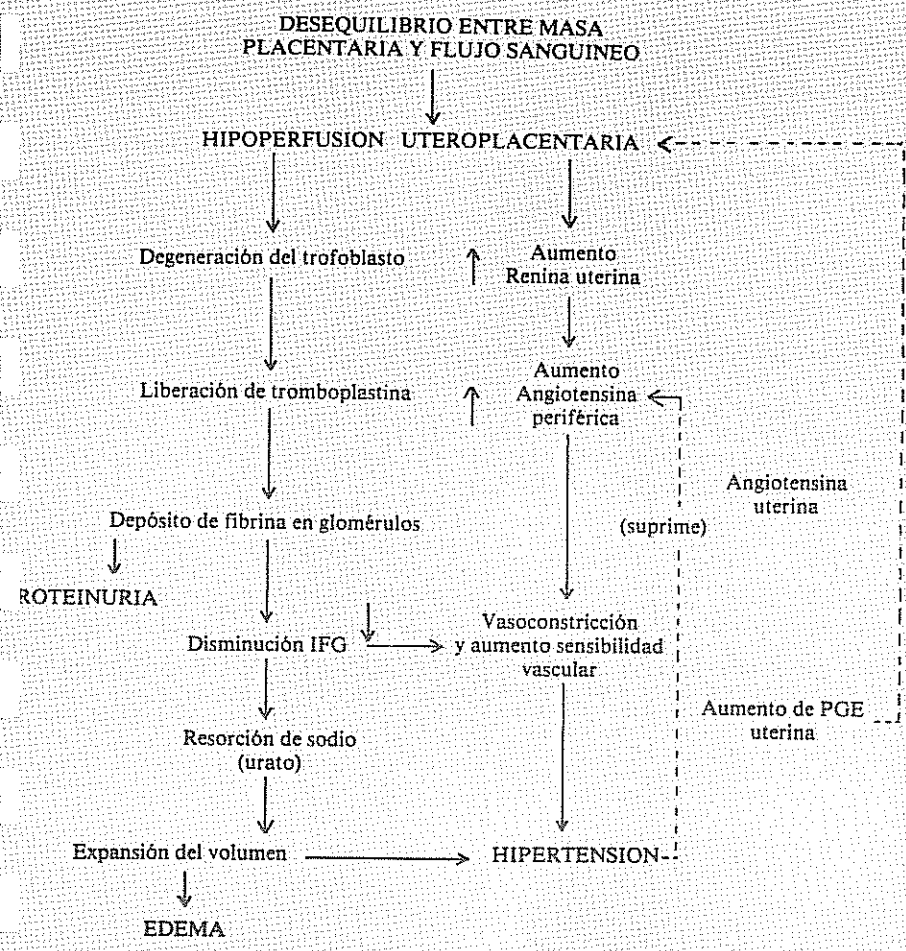 DESEQUILIBRIO ENTRE MASA
PLACENTARIA Y FLUJO SANGUINEO
HIPOPERFUSION UTEROPLACENTARIA
Degeneración del trofoblasto
Aumento
Renina uterina
Liberación de tromboplastina
Aumento
Angiotensina
periférica
Angiotensina
uterina
Depósito de fibrina en glomérulos
(suprime)
ROTEINURIA
Disminución IFG
Vasoconstricción
y aumento sensibilidad
vascular
Aumento de PGE
uterina
Resorción de sodio
(urato)
Expansión del volumen
HIPERTENSION
EDEMA